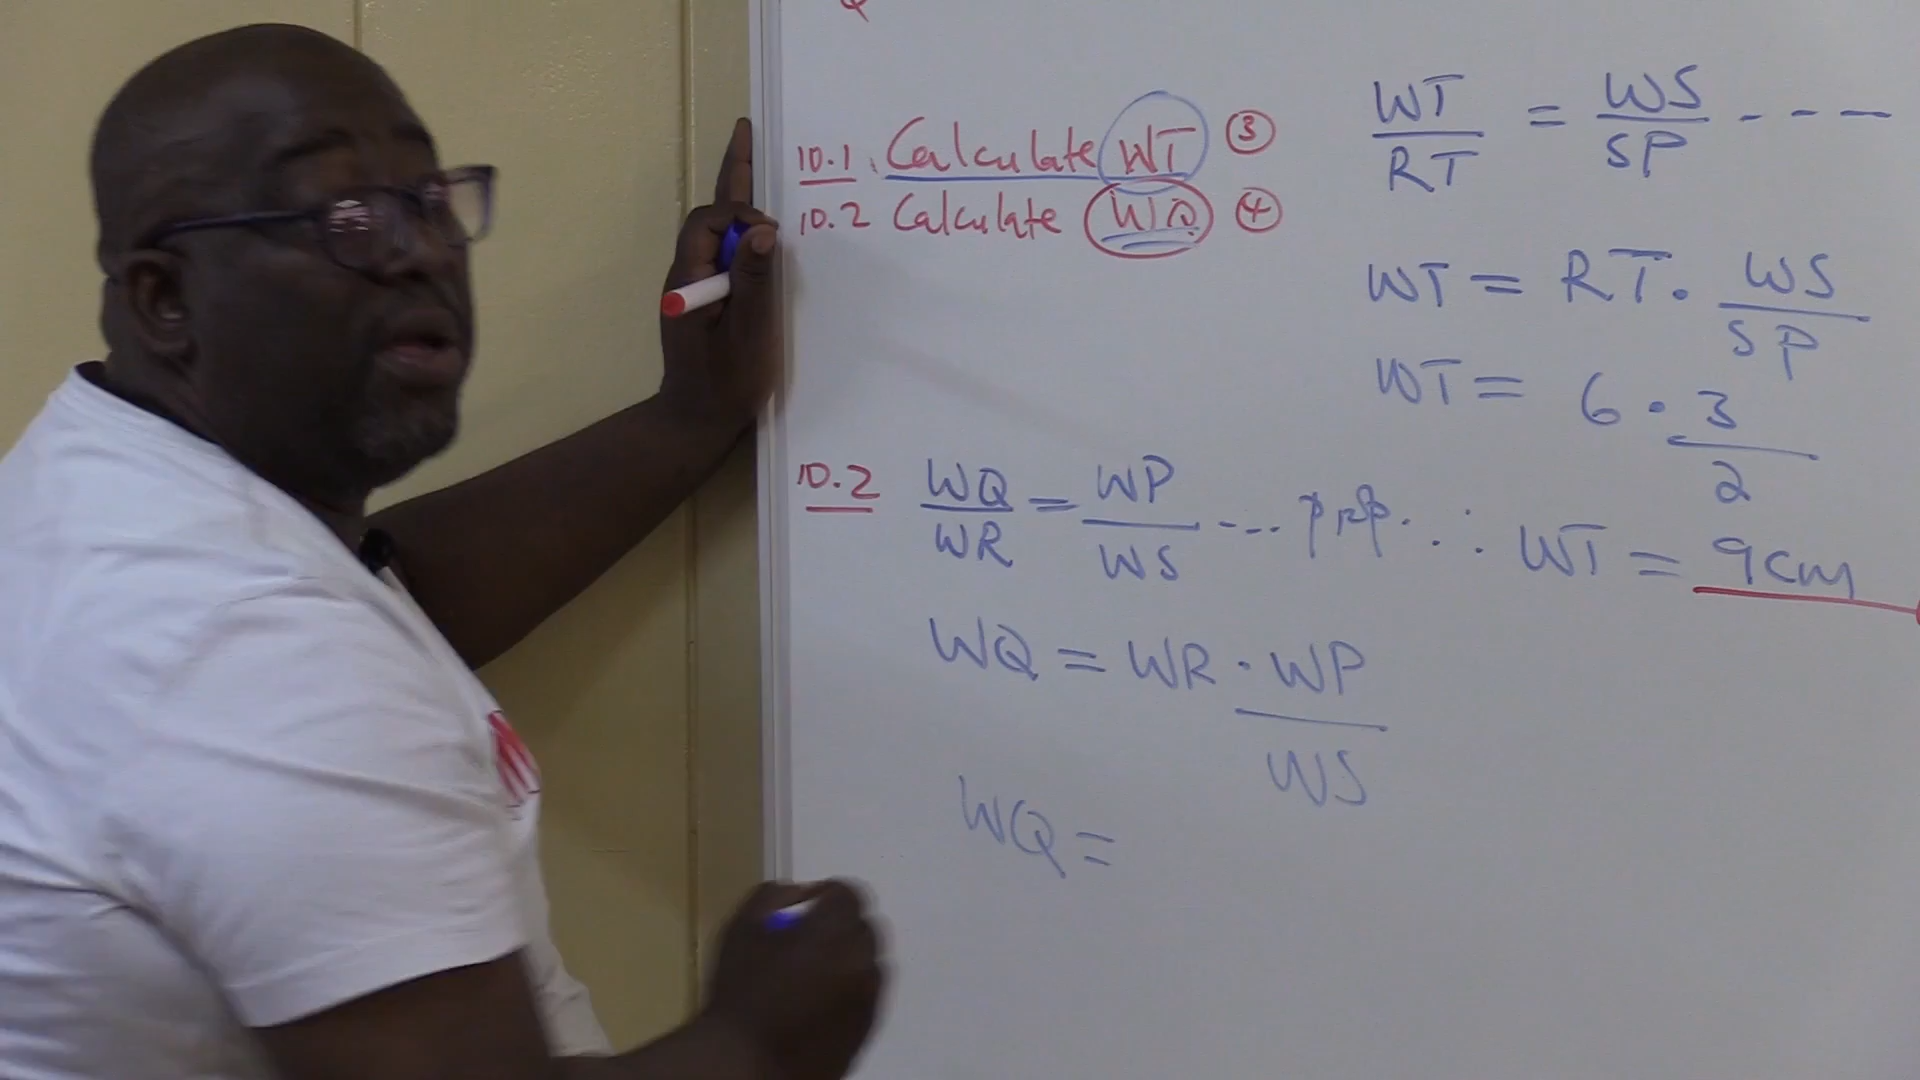 10.1. Calculate WT ③
10.2 Calculate WQ ④
WT/RT = WS/SP ----
WT = RT. WS/SP
WT = 6 . 3/2
∴ WT = 9cm
10.2 WQ/WR = WP/WS --- prp.
WQ = WR . WP/WS
WQ =